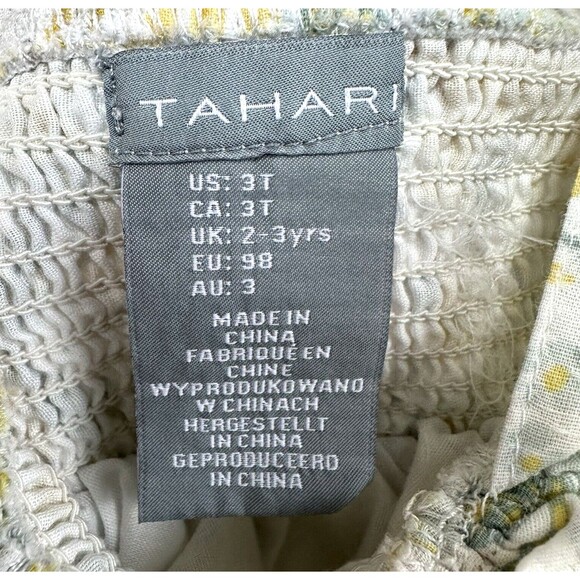 TAHARI
US: 3T
CA: 3T
UK: 2-3yrs
EU: 98
AU: 3
MADE IN
CHINA
FABRIQUÉ EN
CHINE
WYPRODUKOWANO
W CHINACH
HERGESTELLT
IN CHINA
GEPRODUCEERD
IN CHINA